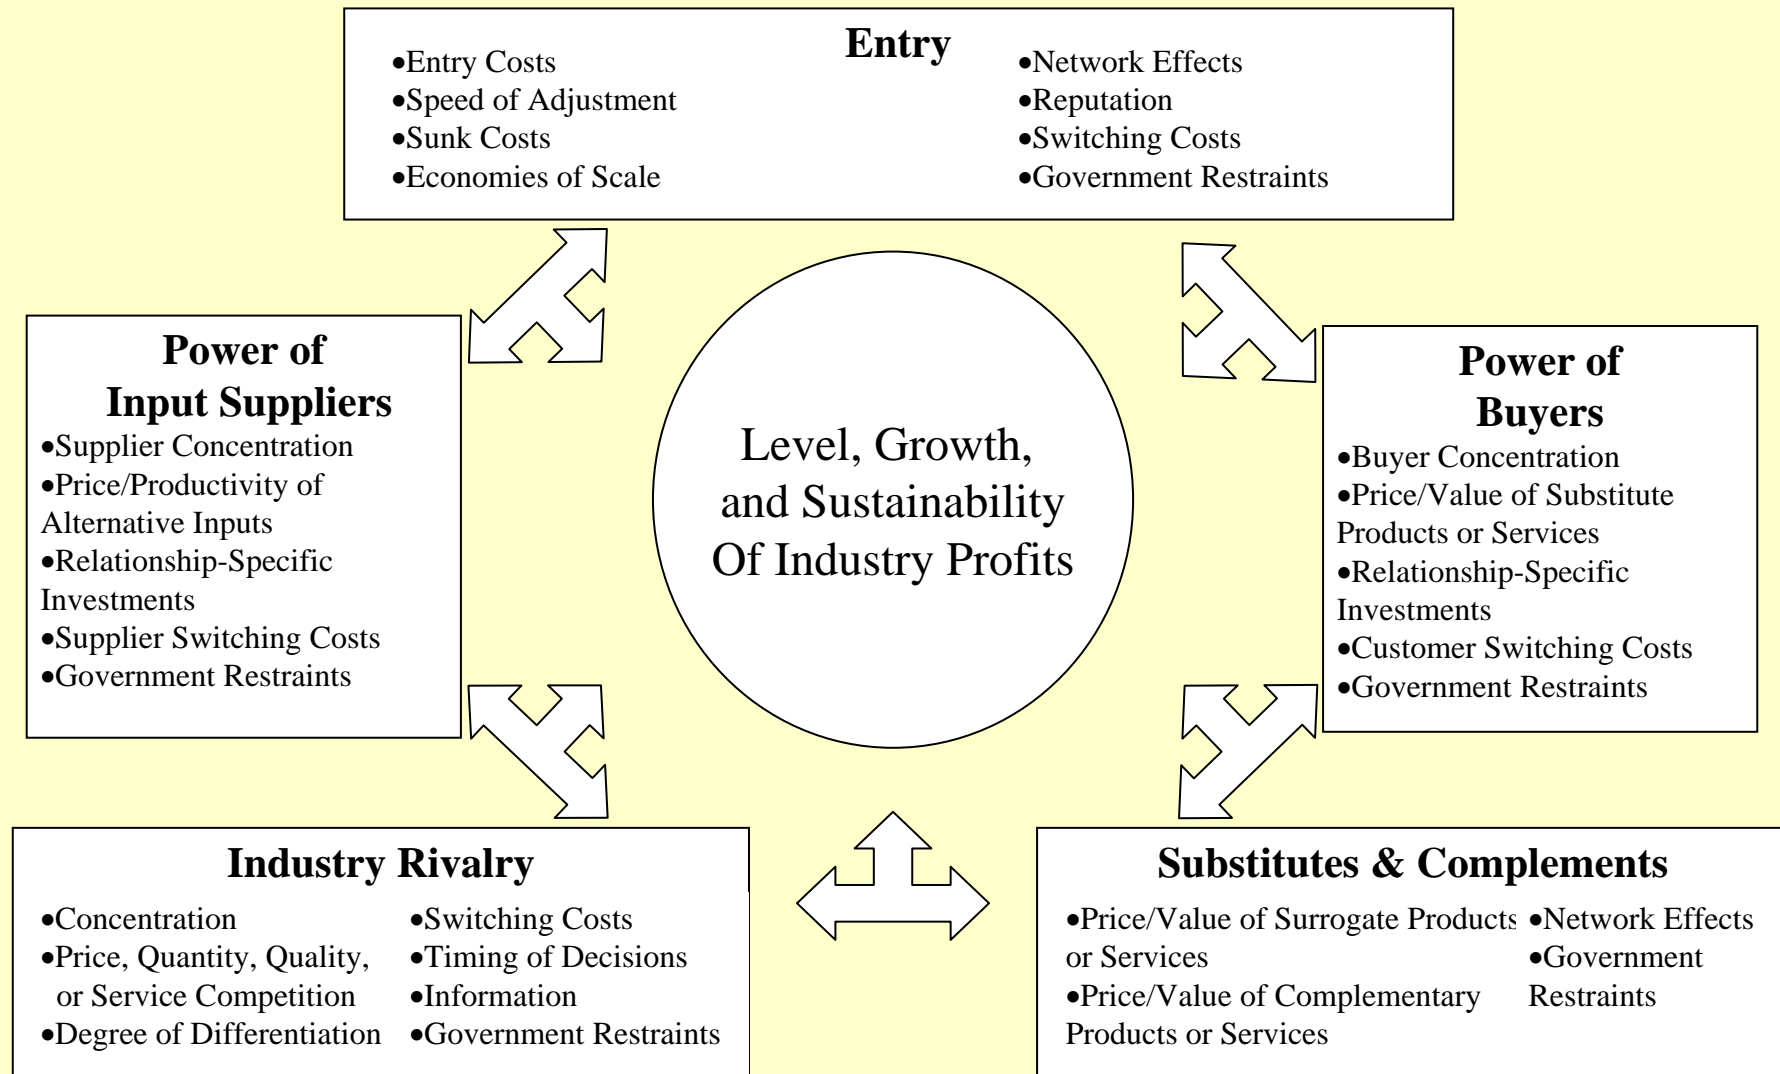 Entry
•Entry Costs
•Speed of Adjustment
•Sunk Costs
•Economies of Scale
•Network Effects
•Reputation
•Switching Costs
•Government Restraints
Power of
Input Suppliers
•Supplier Concentration
•Price/Productivity of
Alternative Inputs
•Relationship-Specific
Investments
•Supplier Switching Costs
•Government Restraints
Level, Growth,
and Sustainability
Of Industry Profits
Power of
Buyers
•Buyer Concentration
•Price/Value of Substitute
Products or Services
•Relationship-Specific
Investments
•Customer Switching Costs
•Government Restraints
Industry Rivalry
•Concentration
•Price, Quantity, Quality,
or Service Competition
•Degree of Differentiation
•Switching Costs
•Timing of Decisions
•Information
•Government Restraints
Substitutes & Complements
•Price/Value of Surrogate Products
or Services
•Price/Value of Complementary
Products or Services
•Network Effects
•Government
Restraints